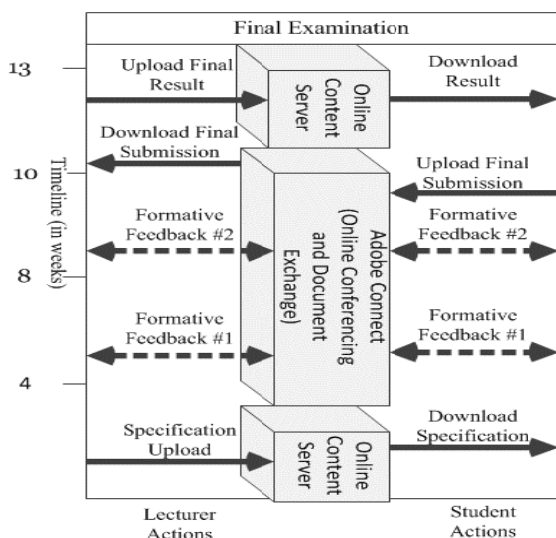 Final Examination
13
Upload Final
Result
Online
Content
Server
Download
Result
Download Final
Submission
10
Upload Final
Submission
Timeline (in weeks)
Formative
Feedback #2
Adobe Connect
(Online Conferencing
and Document
Exchange)
Formative
Feedback #2
8
Formative
Feedback #1
Formative
Feedback #1
4
Specification
Upload
Online
Content
Server
Download
Specification
Lecturer
Actions
Student
Actions